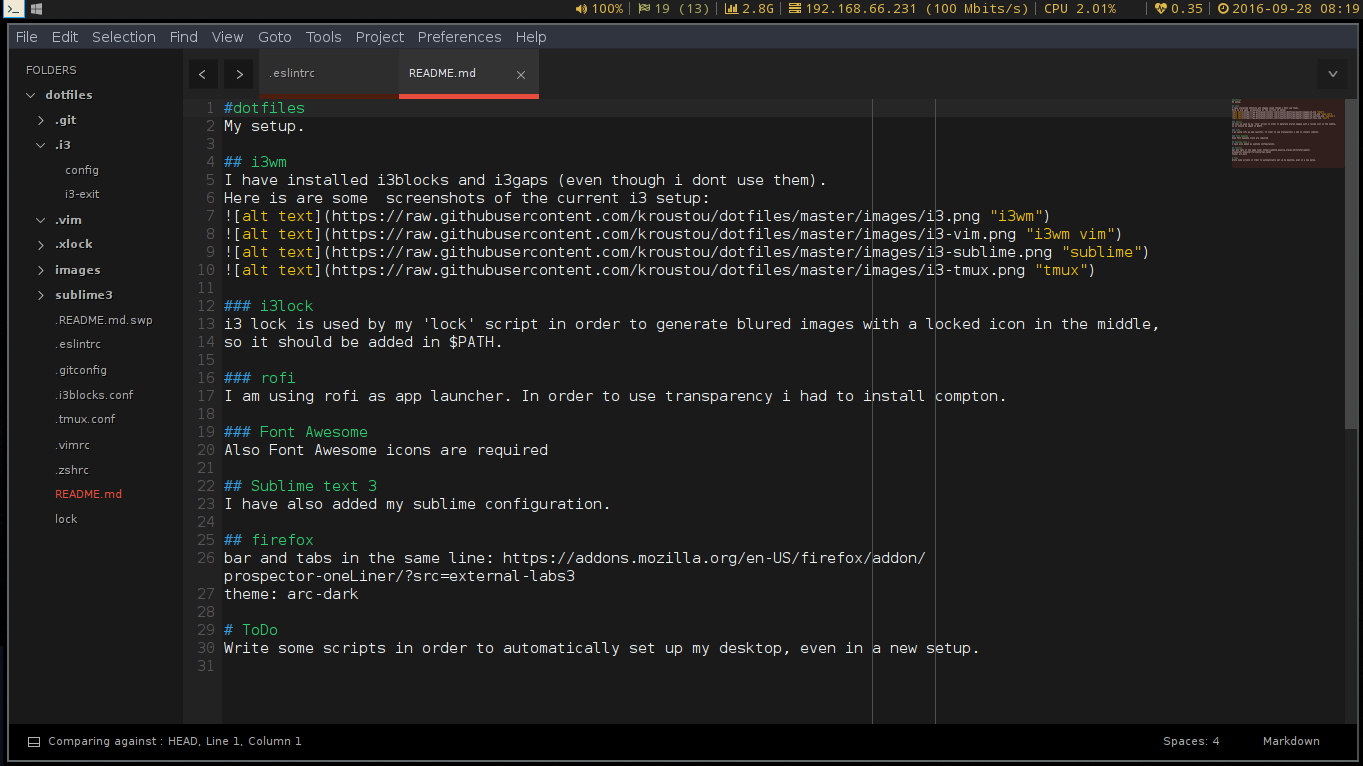 100% 19 (13) 2.8G 192.168.66.231 (100 Mbits/s) CPU 2.01% 0.35 2016-09-28 08:19
File Edit Selection Find View Goto Tools Project Preferences Help
FOLDERS
dotfiles
.git
.i3
config
i3-exit
.vim
.xlock
images
sublime3
.README.md.swp
.eslintrc
.gitconfig
.i3blocks.conf
.tmux.conf
.vimrc
.zshrc
README.md
lock
.eslintrc README.md
1 #dotfiles
2 My setup.
3
4 ## i3wm
5 I have installed i3blocks and i3gaps (even though i dont use them).
6 Here is are some  screenshots of the current i3 setup:
7 ![alt text](https://raw.githubusercontent.com/kroustou/dotfiles/master/images/i3.png "i3wm")
8 ![alt text](https://raw.githubusercontent.com/kroustou/dotfiles/master/images/i3-vim.png "i3wm vim")
9 ![alt text](https://raw.githubusercontent.com/kroustou/dotfiles/master/images/i3-sublime.png "sublime")
10 ![alt text](https://raw.githubusercontent.com/kroustou/dotfiles/master/images/i3-tmux.png "tmux")
11
12 ### i3lock
13 i3 lock is used by my 'lock' script in order to generate blured images with a locked icon in the middle,
14 so it should be added in $PATH.
15
16 ### rofi
17 I am using rofi as app launcher. In order to use transparency i had to install compton.
18
19 ### Font Awesome
20 Also Font Awesome icons are required
21
22 ## Sublime text 3
23 I have also added my sublime configuration.
24
25 ## firefox
26 bar and tabs in the same line: https://addons.mozilla.org/en-US/firefox/addon/
prospector-oneLiner/?src=external-labs3
27 theme: arc-dark
28
29 # ToDo
30 Write some scripts in order to automatically set up my desktop, even in a new setup.
31
Comparing against : HEAD, Line 1, Column 1 Spaces: 4 Markdown